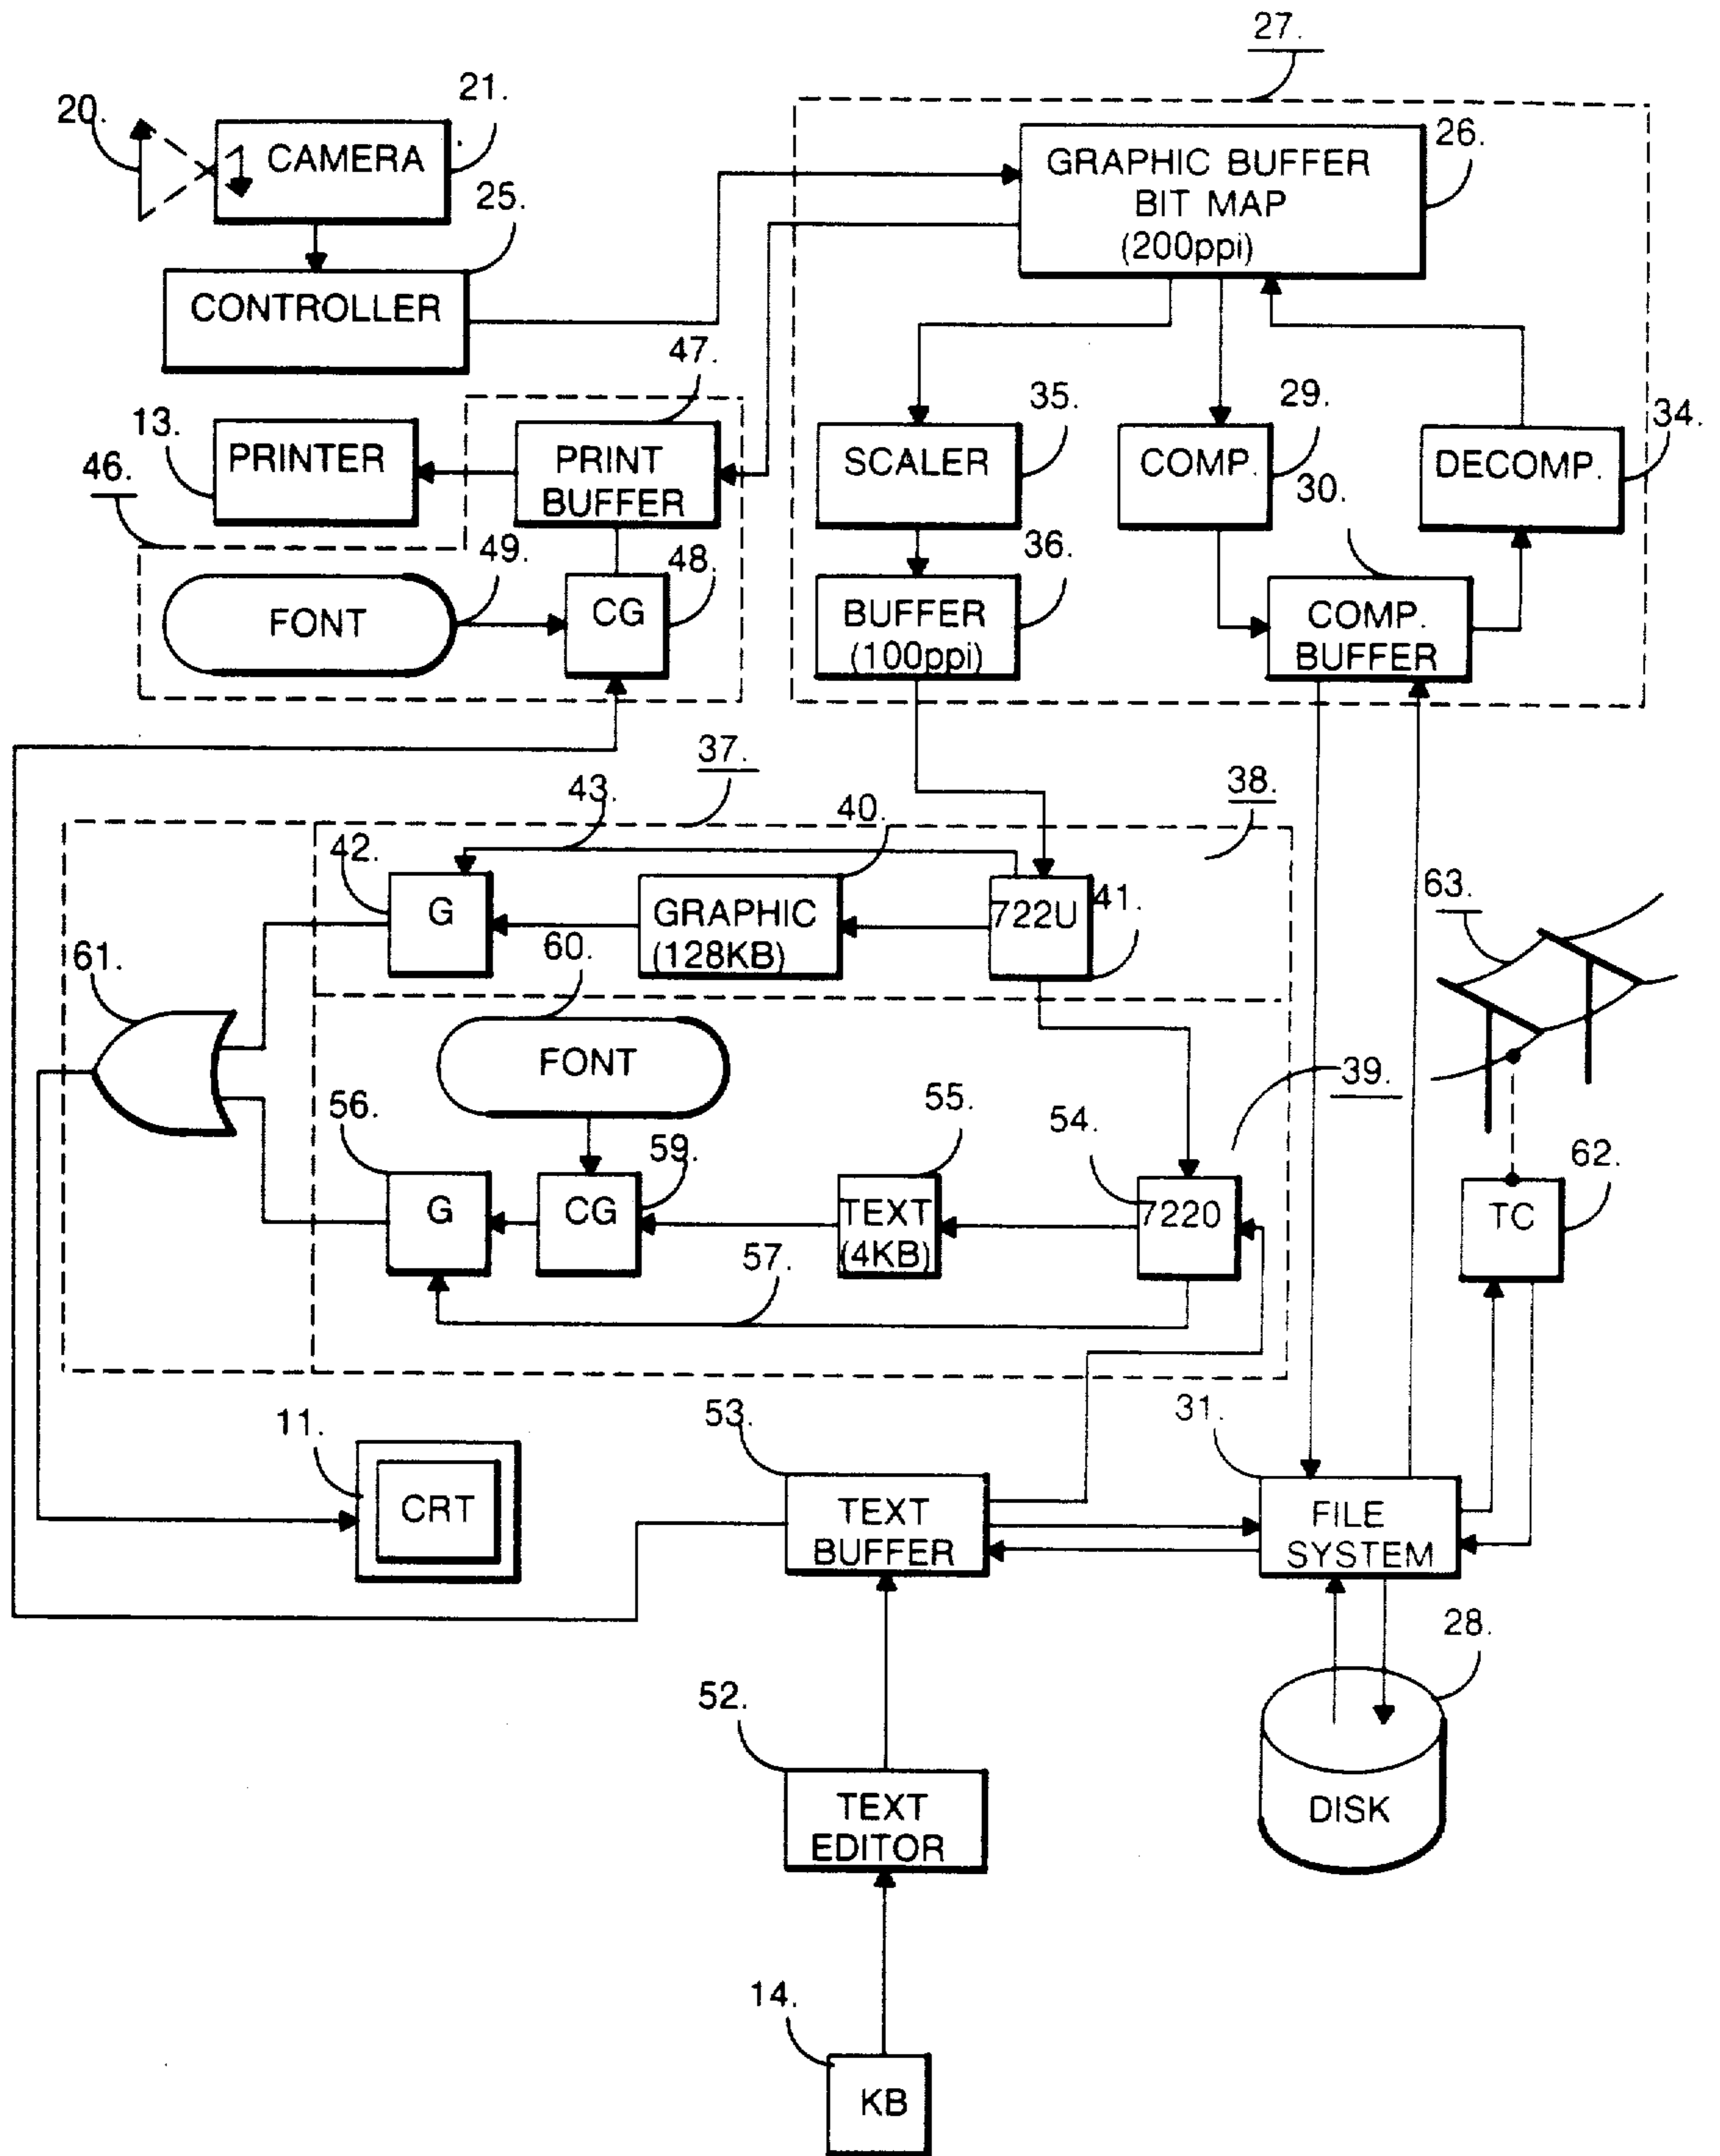 27.
20.
21.
CAMERA
25.
CONTROLLER
26.
GRAPHIC BUFFER
BIT MAP
(200ppi)
47.
13.
PRINTER
PRINT
BUFFER
46.
49.
FONT
48.
CG
35.
SCALER
29.
COMP.
34.
DECOMP.
30.
36.
BUFFER
(100ppi)
COMP.
BUFFER
37.
38.
43.
40.
42.
G
GRAPHIC
(128KB)
722U
41.
63.
61.
60.
FONT
39.
56.
G
59.
CG
55.
TEXT
(4KB)
54.
7220
57.
62.
TC
11.
CRT
53.
TEXT
BUFFER
31.
FILE
SYSTEM
28.
DISK
52.
TEXT
EDITOR
14.
KB